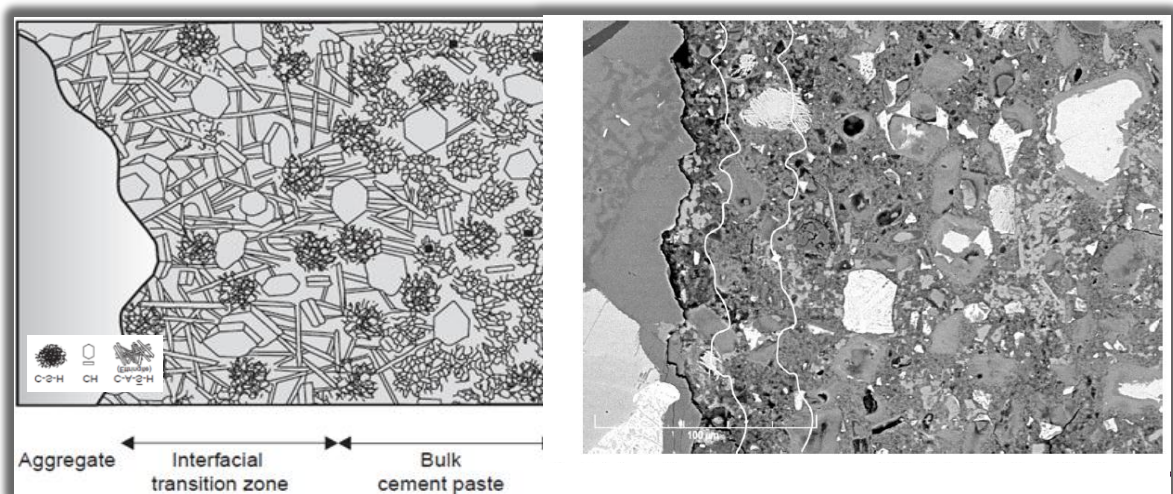 (Ettringite)
C-S-H CH C-A-S̄-H
100 µm
Aggregate Interfacial Bulk
transition zone cement paste